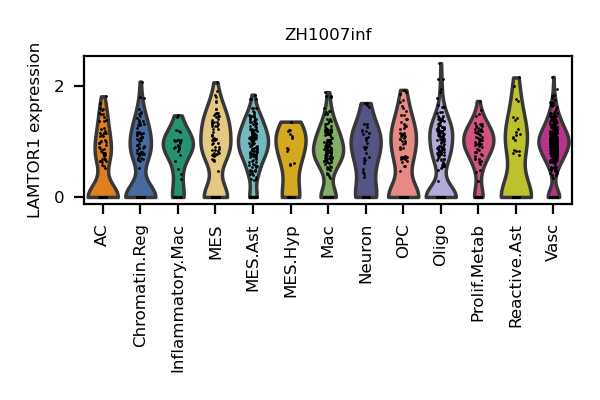 ZH1007inf
LAMTOR1 expression
2
0
AC
Chromatin.Reg
Inflammatory.Mac
MES
MES.Ast
MES.Hyp
Mac
Neuron
OPC
Oligo
Prolif.Metab
Reactive.Ast
Vasc